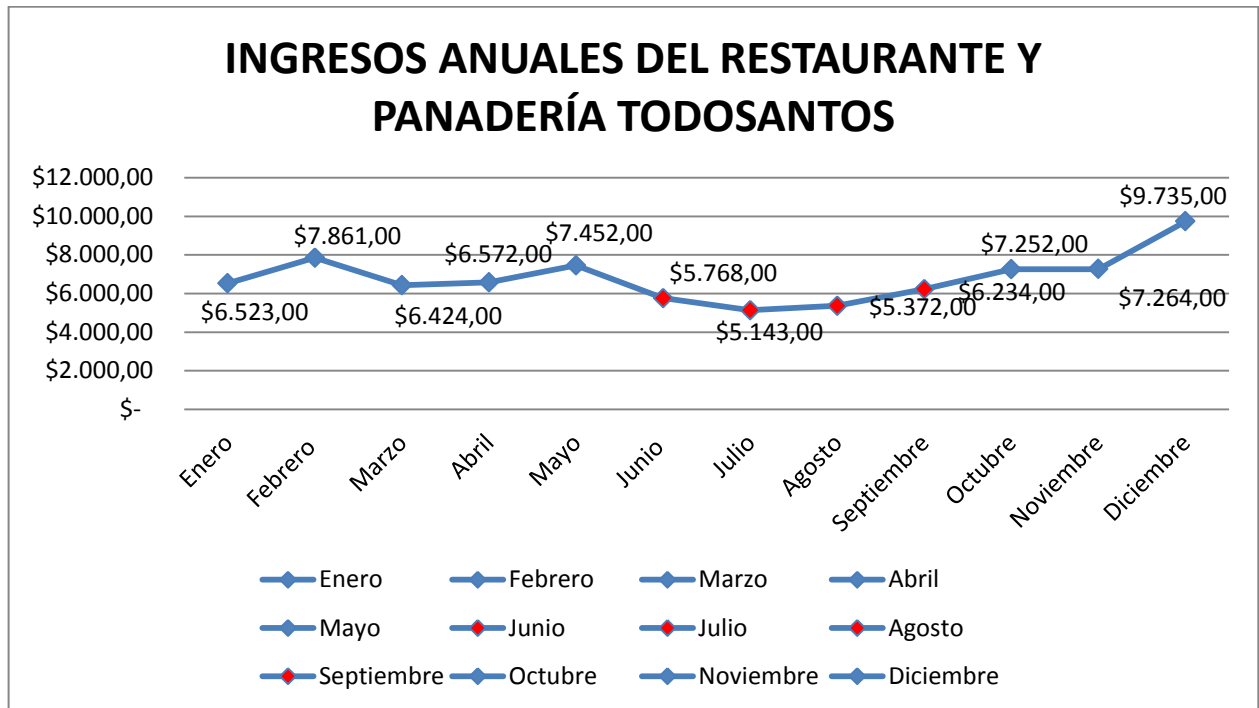 INGRESOS ANUALES DEL RESTAURANTE Y
PANADERÍA TODOSANTOS
$12.000,00
$10.000,00
$8.000,00
$6.000,00
$4.000,00
$2.000,00
$-
$6.523,00
$7.861,00
$6.424,00
$6.572,00
$7.452,00
$5.768,00
$5.143,00
$5.372,00
$6.234,00
$7.252,00
$7.264,00
$9.735,00
Enero
Febrero
Marzo
Abril
Mayo
Junio
Julio
Agosto
Septiembre
Octubre
Noviembre
Diciembre
Enero Febrero Marzo Abril
Mayo Junio Julio Agosto
Septiembre Octubre Noviembre Diciembre